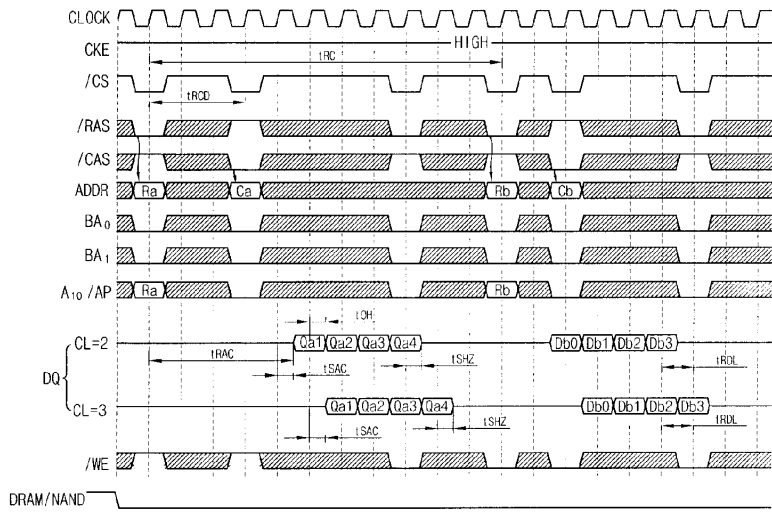 CLOCK
CKE
HIGH
tRC
/CS
tRCD
/RAS
/CAS
ADDR
Ra
Ca
Rb
Cb
BA0
BA1
A10 /AP
Ra
Rb
tOH
CL=2
Qa1 Qa2 Qa3 Qa4
Db0 Db1 Db2 Db3
tRAC
tSAC
tSHZ
tRDL
DQ
CL=3
Qa1 Qa2 Qa3 Qa4
Db0 Db1 Db2 Db3
tSAC
tSHZ
tRDL
/WE
DRAM/NAND